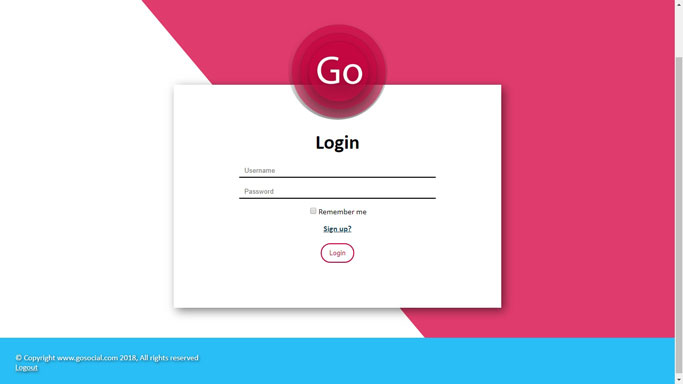 Go
Login
Username
Password
Remember me
Sign up?
Login
© Copyright www.gosocial.com 2018, All rights reserved
Logout